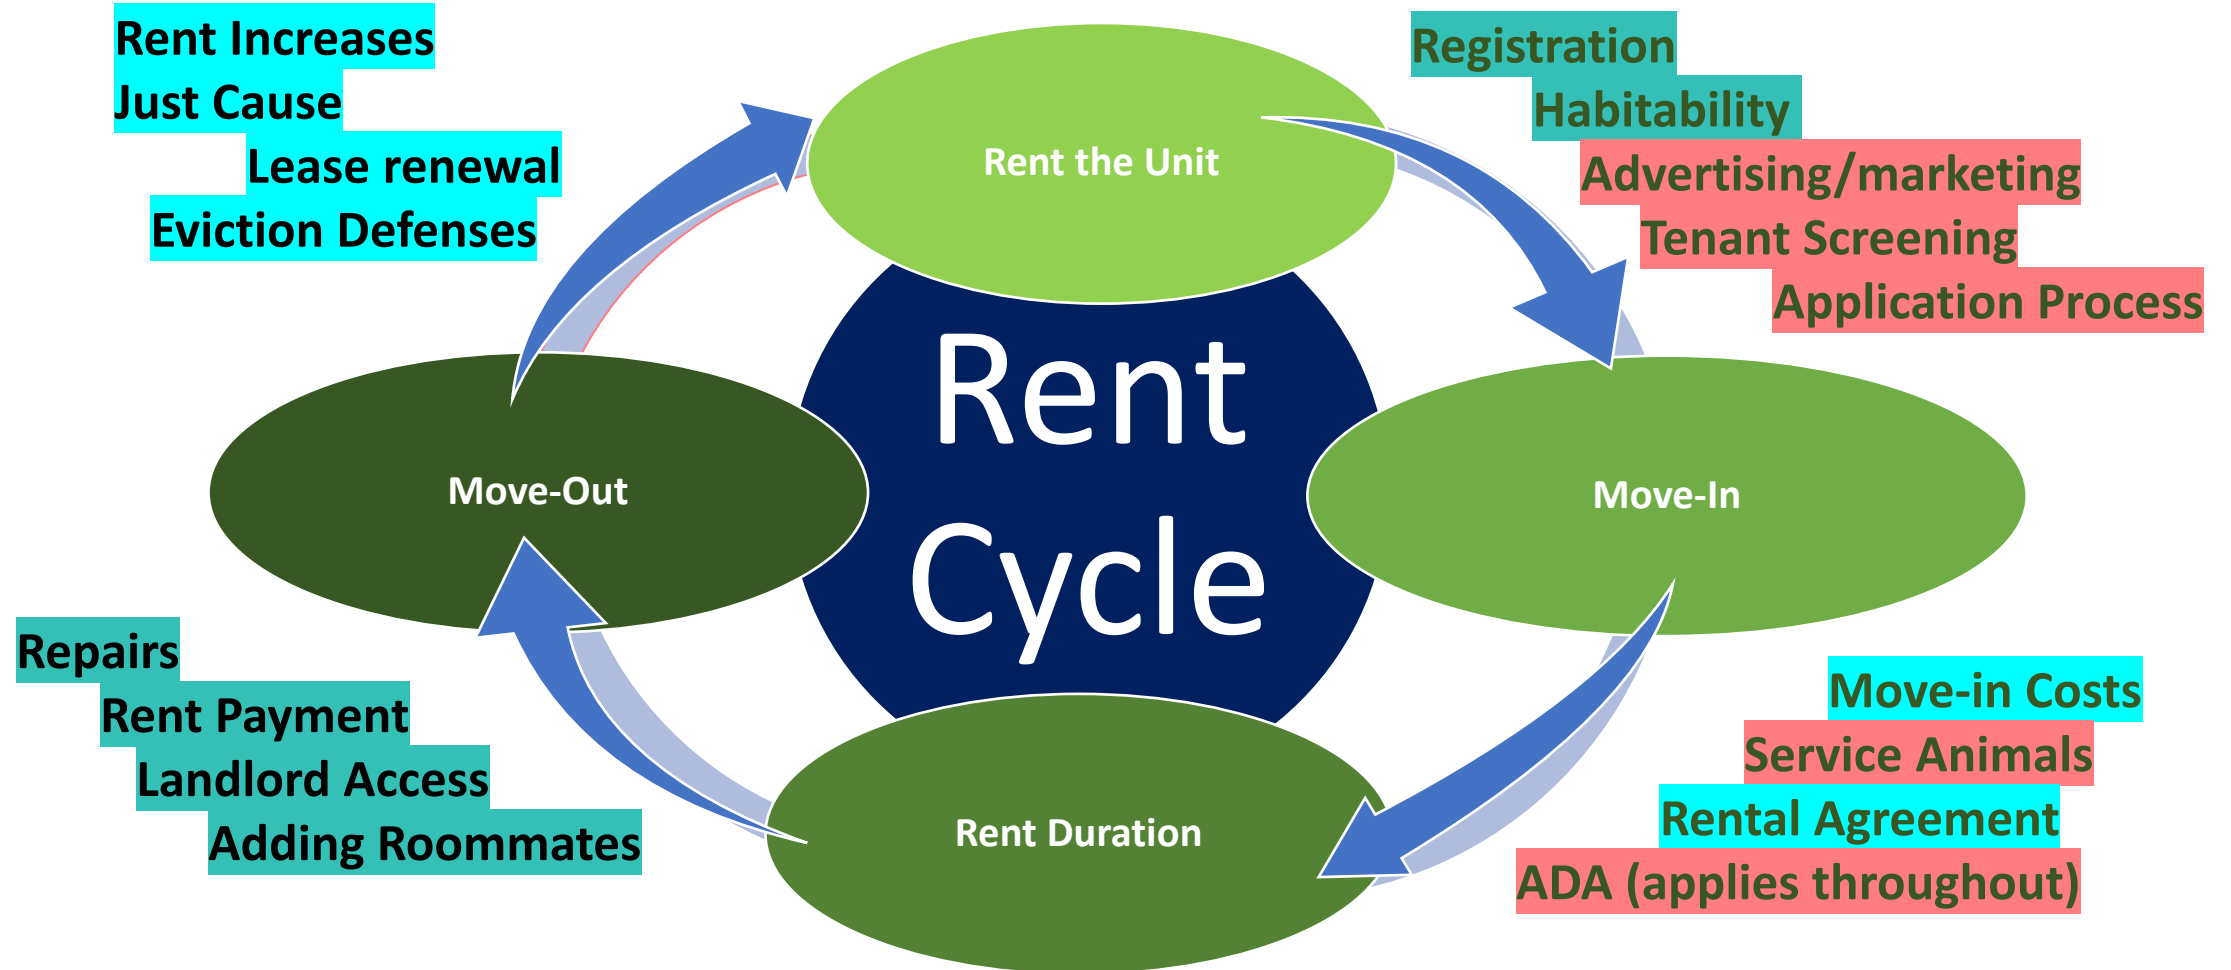 Rent Increases
Just Cause
Lease renewal
Eviction Defenses
Rent the Unit
Registration
Habitability
Advertising/marketing
Tenant Screening
Application Process
Rent
Cycle
Move-Out
Move-In
Repairs
Rent Payment
Landlord Access
Adding Roommates
Rent Duration
Move-in Costs
Service Animals
Rental Agreement
ADA (applies throughout)